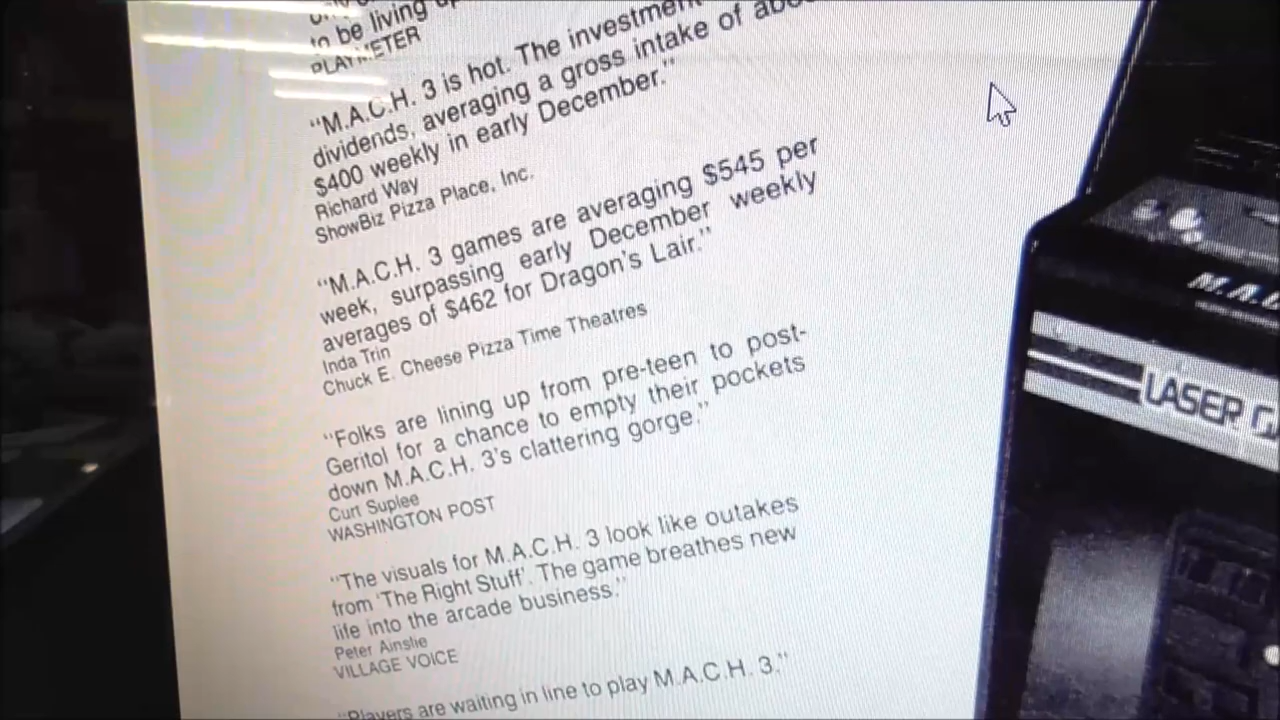 to be living
PLAYMETER
“M.A.C.H. 3 is hot. The investment
dividends, averaging a gross intake of
$400 weekly in early December.”
Richard Way
ShowBiz Pizza Place, Inc.
“M.A.C.H. 3 games are averaging $545 per
week, surpassing early December weekly
averages of $462 for Dragon's Lair.”
Inda Trin
Chuck E. Cheese Pizza Time Theatres
“Folks are lining up from pre-teen to post-
Geritol for a chance to empty their pockets
down M.A.C.H. 3's clattering gorge.”
Curt Suplee
WASHINGTON POST
“The visuals for M.A.C.H. 3 look like outakes
from ‘The Right Stuff’. The game breathes new
life into the arcade business.”
Peter Ainslie
VILLAGE VOICE
“Players are waiting in line to play M.A.C.H. 3.”
LASER